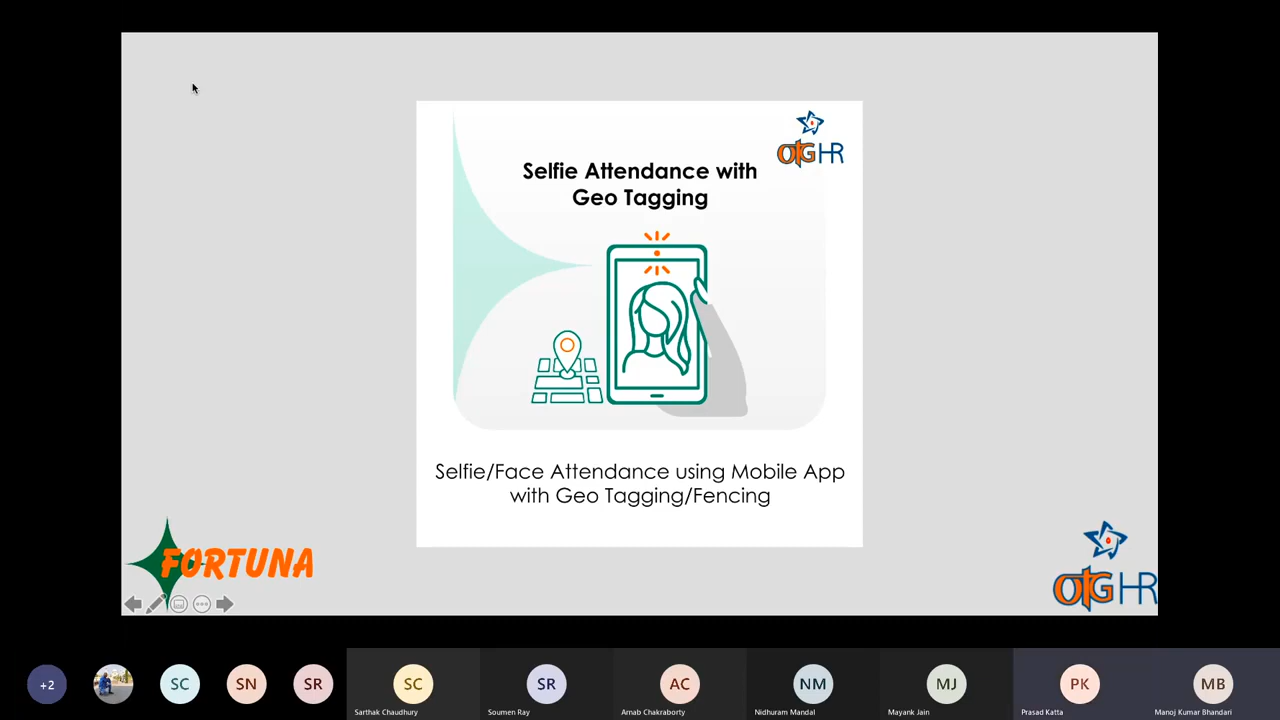 OTG HR
Selfie Attendance with
Geo Tagging
Selfie/Face Attendance using Mobile App
with Geo Tagging/Fencing
FORTUNA
OTG HR
+2
SC
SN
SR
SC
SR
AC
NM
MJ
PK
MB
Sarthak Chaudhury
Soumen Ray
Arnab Chakraborty
Nidhuram Mandal
Mayank Jain
Prasad Katta
Manoj Kumar Bhandari